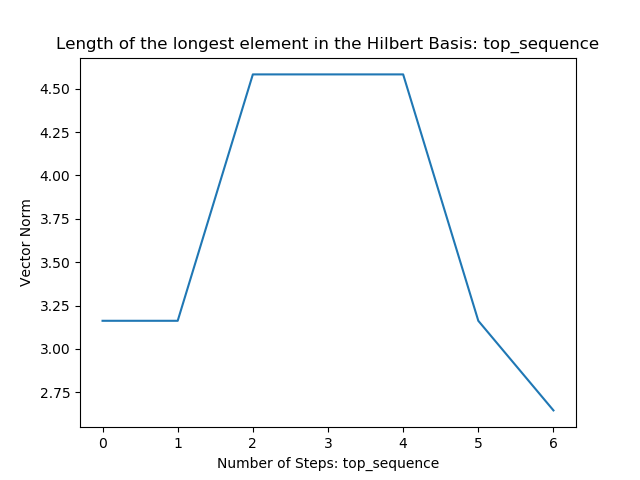 Length of the longest element in the Hilbert Basis: top_sequence
4.50
4.25
4.00
3.75
3.50
3.25
3.00
2.75
Vector Norm
0 1 2 3 4 5 6
Number of Steps: top_sequence